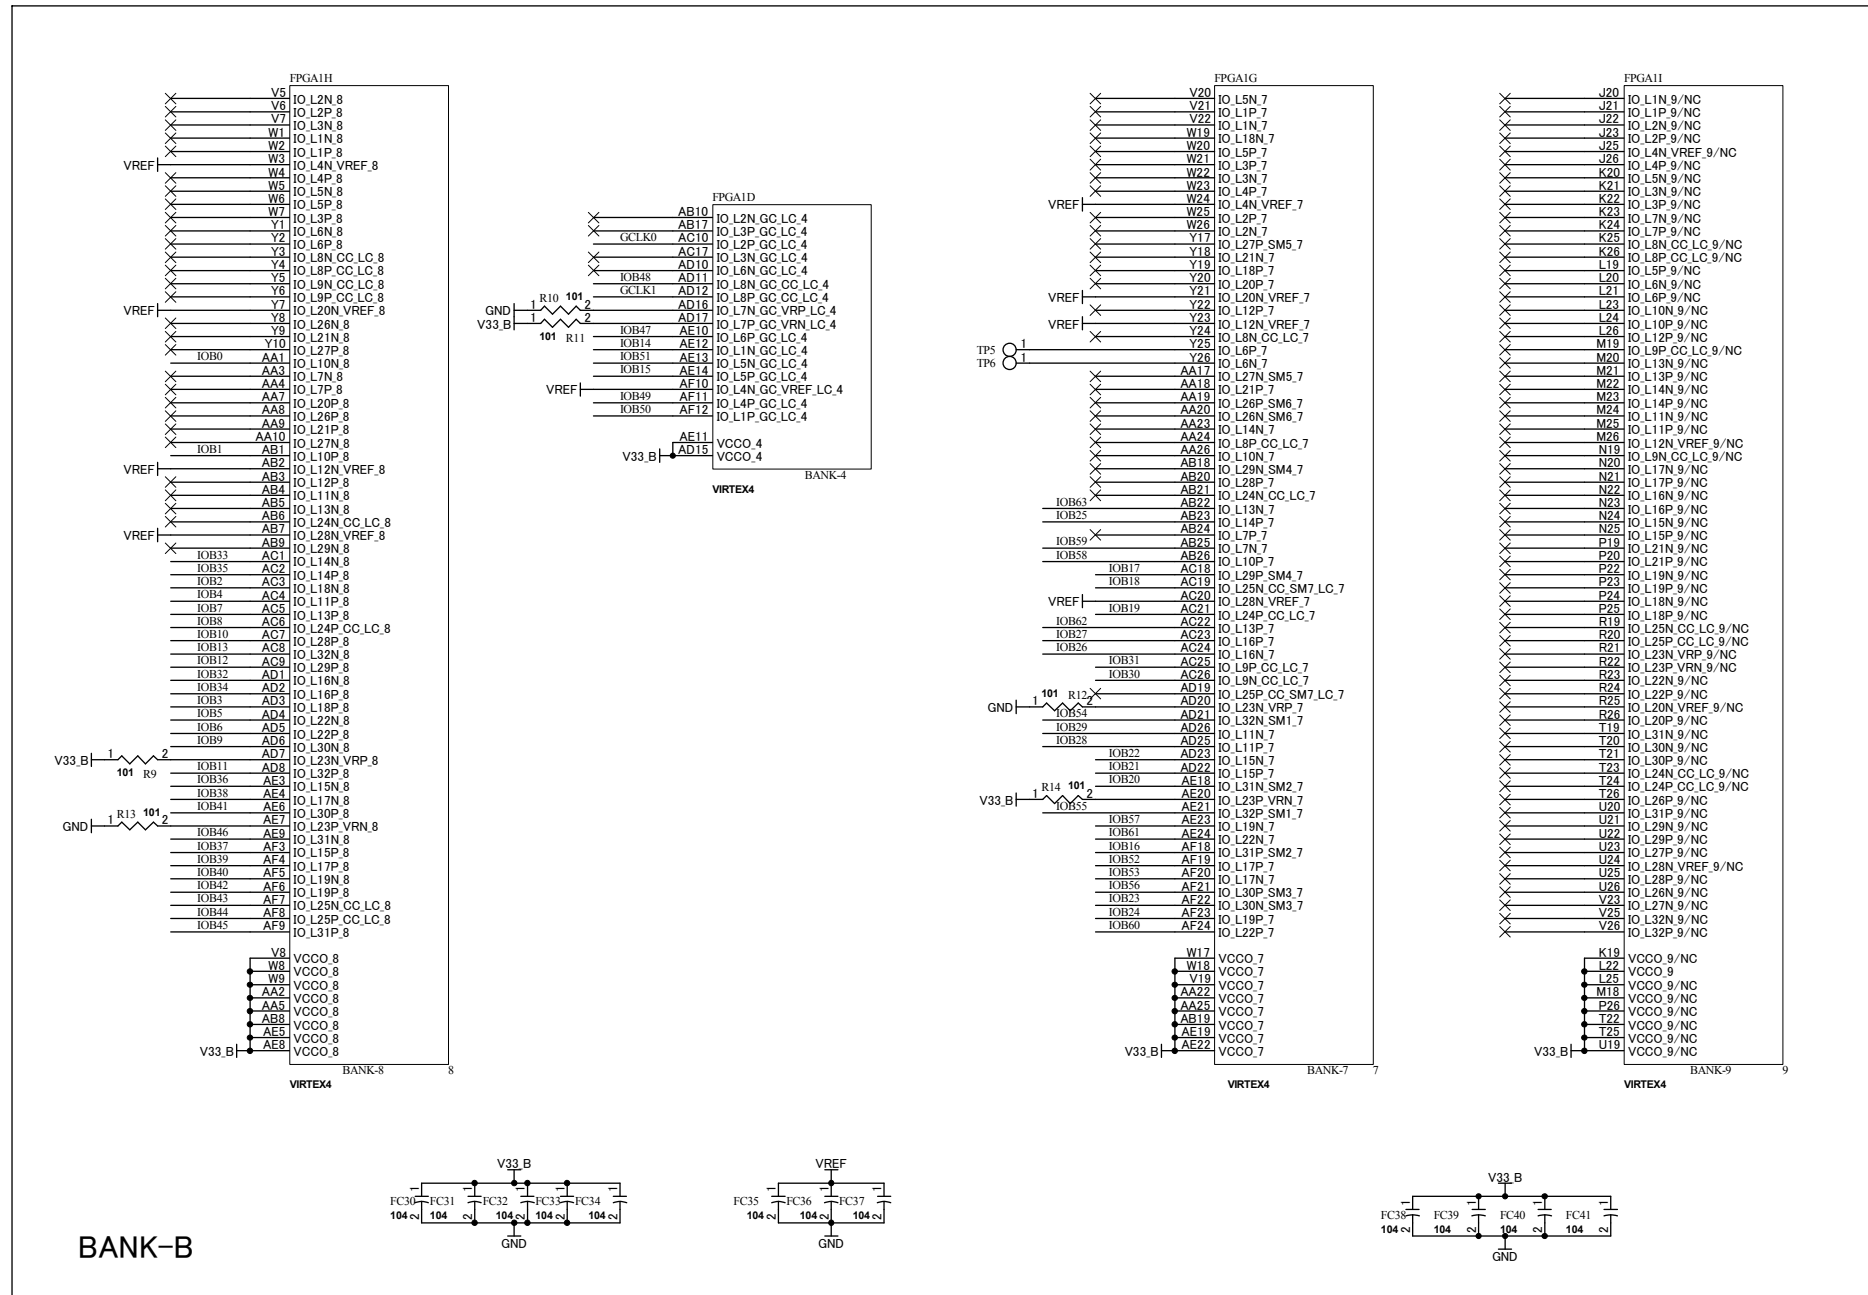 FPGA1H
V5 IO_L2N_8
V6 IO_L2P_8
V7 IO_L3N_8
W1 IO_L1N_8
W2 IO_L1P_8
VREF W3 IO_L4N_VREF_8
W4 IO_L4P_8
W5 IO_L5N_8
W6 IO_L5P_8
W7 IO_L3P_8
Y1 IO_L6N_8
Y2 IO_L6P_8
Y3 IO_L8N_CC_LC_8
Y4 IO_L8P_CC_LC_8
Y5 IO_L9N_CC_LC_8
Y6 IO_L9P_CC_LC_8
VREF Y7 IO_L20N_VREF_8
Y8 IO_L26N_8
Y9 IO_L21N_8
Y10 IO_L27P_8
IOB0 AA1 IO_L10N_8
AA3 IO_L7N_8
AA4 IO_L7P_8
AA7 IO_L20P_8
AA8 IO_L26P_8
AA9 IO_L21P_8
AA10 IO_L27N_8
IOB1 AB1 IO_L10P_8
VREF AB2 IO_L12N_VREF_8
AB3 IO_L12P_8
AB4 IO_L11N_8
AB5 IO_L13N_8
AB6 IO_L24N_CC_LC_8
VREF AB7 IO_L28N_VREF_8
AB9 IO_L29N_8
IOB33 AC1 IO_L14N_8
IOB35 AC2 IO_L14P_8
IOB2 AC3 IO_L18N_8
IOB4 AC4 IO_L11P_8
IOB7 AC5 IO_L13P_8
IOB8 AC6 IO_L24P_CC_LC_8
IOB10 AC7 IO_L28P_8
IOB13 AC8 IO_L32N_8
IOB12 AC9 IO_L29P_8
IOB32 AD1 IO_L16N_8
IOB34 AD2 IO_L16P_8
IOB3 AD3 IO_L18P_8
IOB5 AD4 IO_L22N_8
IOB6 AD5 IO_L22P_8
IOB9 AD6 IO_L30N_8
V33_B 1 2 AD7 IO_L23N_VRP_8
101 R9
IOB11 AD8 IO_L32P_8
IOB36 AE3 IO_L15N_8
IOB38 AE4 IO_L17N_8
IOB41 AE6 IO_L30P_8
R13 101
GND 1 2 AE7 IO_L23P_VRN_8
IOB46 AE9 IO_L31N_8
IOB37 AF3 IO_L15P_8
IOB39 AF4 IO_L17P_8
IOB40 AF5 IO_L19N_8
IOB42 AF6 IO_L19P_8
IOB43 AF7 IO_L25N_CC_LC_8
IOB44 AF8 IO_L25P_CC_LC_8
IOB45 AF9 IO_L31P_8
V8 VCCO_8
W8 VCCO_8
W9 VCCO_8
AA2 VCCO_8
AA5 VCCO_8
AB8 VCCO_8
AE5 VCCO_8
V33_B AE8 VCCO_8
BANK-8 8
VIRTEX4
FPGA1D
AB10 IO_L2N_GC_LC_4
AB17 IO_L3P_GC_LC_4
GCLK0 AC10 IO_L2P_GC_LC_4
AC17 IO_L3N_GC_LC_4
AD10 IO_L6N_GC_LC_4
IOB48 AD11 IO_L8N_GC_CC_LC_4
GCLK1 AD12 IO_L8P_GC_CC_LC_4
R10 101
GND 1 2 AD16 IO_L7N_GC_VRP_LC_4
V33_B 1 2 AD17 IO_L7P_GC_VRN_LC_4
101 R11
IOB47 AE10 IO_L6P_GC_LC_4
IOB14 AE12 IO_L1N_GC_LC_4
IOB51 AE13 IO_L5N_GC_LC_4
IOB15 AE14 IO_L5P_GC_LC_4
VREF AF10 IO_L4N_GC_VREF_LC_4
IOB49 AF11 IO_L4P_GC_LC_4
IOB50 AF12 IO_L1P_GC_LC_4
AE11 VCCO_4
V33_B AD15 VCCO_4
BANK-4
VIRTEX4
FPGA1G
V20 IO_L5N_7
V21 IO_L1P_7
V22 IO_L1N_7
W19 IO_L18N_7
W20 IO_L5P_7
W21 IO_L3P_7
W22 IO_L3N_7
W23 IO_L4P_7
VREF W24 IO_L4N_VREF_7
W25 IO_L2P_7
W26 IO_L2N_7
Y17 IO_L27P_SM5_7
Y18 IO_L21N_7
Y19 IO_L18P_7
Y20 IO_L20P_7
VREF Y21 IO_L20N_VREF_7
Y22 IO_L12P_7
VREF Y23 IO_L12N_VREF_7
Y24 IO_L8N_CC_LC_7
TP5 1 Y25 IO_L6P_7
TP6 1 Y26 IO_L6N_7
AA17 IO_L27N_SM5_7
AA18 IO_L21P_7
AA19 IO_L26P_SM6_7
AA20 IO_L26N_SM6_7
AA23 IO_L14N_7
AA24 IO_L8P_CC_LC_7
AA26 IO_L10N_7
AB18 IO_L29N_SM4_7
AB20 IO_L28P_7
AB21 IO_L24N_CC_LC_7
IOB63 AB22 IO_L13N_7
IOB25 AB23 IO_L14P_7
AB24 IO_L7P_7
IOB59 AB25 IO_L7N_7
IOB58 AB26 IO_L10P_7
IOB17 AC18 IO_L29P_SM4_7
IOB18 AC19 IO_L25N_CC_SM7_LC_7
VREF AC20 IO_L28N_VREF_7
IOB19 AC21 IO_L24P_CC_LC_7
IOB62 AC22 IO_L13P_7
IOB27 AC23 IO_L16P_7
IOB26 AC24 IO_L16N_7
IOB31 AC25 IO_L9P_CC_LC_7
IOB30 AC26 IO_L9N_CC_LC_7
101 R12 AD19 IO_L25P_CC_SM7_LC_7
GND 1 2 AD20 IO_L23N_VRP_7
IOB54 AD21 IO_L32N_SM1_7
IOB29 AD26 IO_L11N_7
IOB28 AD25 IO_L11P_7
IOB22 AD23 IO_L15N_7
IOB21 AD22 IO_L15P_7
IOB20 AE18 IO_L31N_SM2_7
R14 101
V33_B 1 2 AE20 IO_L23P_VRN_7
IOB55 AE21 IO_L32P_SM1_7
IOB57 AE23 IO_L19N_7
IOB61 AE24 IO_L22N_7
IOB16 AF18 IO_L31P_SM2_7
IOB52 AF19 IO_L17P_7
IOB53 AF20 IO_L17N_7
IOB56 AF21 IO_L30P_SM3_7
IOB23 AF22 IO_L30N_SM3_7
IOB24 AF23 IO_L19P_7
IOB60 AF24 IO_L22P_7
W17 VCCO_7
W18 VCCO_7
V19 VCCO_7
AA22 VCCO_7
AA25 VCCO_7
AB19 VCCO_7
AE19 VCCO_7
V33_B AE22 VCCO_7
BANK-7 7
VIRTEX4
FPGA1I
J20 IO_L1N_9/NC
J21 IO_L1P_9/NC
J22 IO_L2N_9/NC
J23 IO_L2P_9/NC
J25 IO_L4N_VREF_9/NC
J26 IO_L4P_9/NC
K20 IO_L5N_9/NC
K21 IO_L3N_9/NC
K22 IO_L3P_9/NC
K23 IO_L7N_9/NC
K24 IO_L7P_9/NC
K25 IO_L8N_CC_LC_9/NC
K26 IO_L8P_CC_LC_9/NC
L19 IO_L5P_9/NC
L20 IO_L6N_9/NC
L21 IO_L6P_9/NC
L23 IO_L10N_9/NC
L24 IO_L10P_9/NC
L26 IO_L12P_9/NC
M19 IO_L9P_CC_LC_9/NC
M20 IO_L13N_9/NC
M21 IO_L13P_9/NC
M22 IO_L14N_9/NC
M23 IO_L14P_9/NC
M24 IO_L11N_9/NC
M25 IO_L11P_9/NC
M26 IO_L12N_VREF_9/NC
N19 IO_L9N_CC_LC_9/NC
N20 IO_L17N_9/NC
N21 IO_L17P_9/NC
N22 IO_L16N_9/NC
N23 IO_L16P_9/NC
N24 IO_L15N_9/NC
N25 IO_L15P_9/NC
P19 IO_L21N_9/NC
P20 IO_L21P_9/NC
P22 IO_L19N_9/NC
P23 IO_L19P_9/NC
P24 IO_L18N_9/NC
P25 IO_L18P_9/NC
R19 IO_L25N_CC_LC_9/NC
R20 IO_L25P_CC_LC_9/NC
R21 IO_L23N_VRP_9/NC
R22 IO_L23P_VRN_9/NC
R23 IO_L22N_9/NC
R24 IO_L22P_9/NC
R25 IO_L20N_VREF_9/NC
R26 IO_L20P_9/NC
T19 IO_L31N_9/NC
T20 IO_L30N_9/NC
T21 IO_L30P_9/NC
T23 IO_L24N_CC_LC_9/NC
T24 IO_L24P_CC_LC_9/NC
T26 IO_L26P_9/NC
U20 IO_L31P_9/NC
U21 IO_L29N_9/NC
U22 IO_L29P_9/NC
U23 IO_L27P_9/NC
U24 IO_L28N_VREF_9/NC
U25 IO_L28P_9/NC
U26 IO_L26N_9/NC
V23 IO_L27N_9/NC
V25 IO_L32N_9/NC
V26 IO_L32P_9/NC
K19 VCCO_9/NC
L22 VCCO_9
L25 VCCO_9/NC
M18 VCCO_9/NC
P26 VCCO_9/NC
T22 VCCO_9/NC
T25 VCCO_9/NC
V33_B U19 VCCO_9/NC
BANK-9 9
VIRTEX4
V33_B
1 1 1 1 1
FC30 FC31 FC32 FC33 FC34
104 2 104 2 104 2 104 2 104 2
GND
VREF
1 1 1
FC35 FC36 FC37
104 2 104 2 104 2
GND
V33_B
1 1 1 1
FC38 FC39 FC40 FC41
104 2 104 2 104 2 104 2
GND
BANK-B